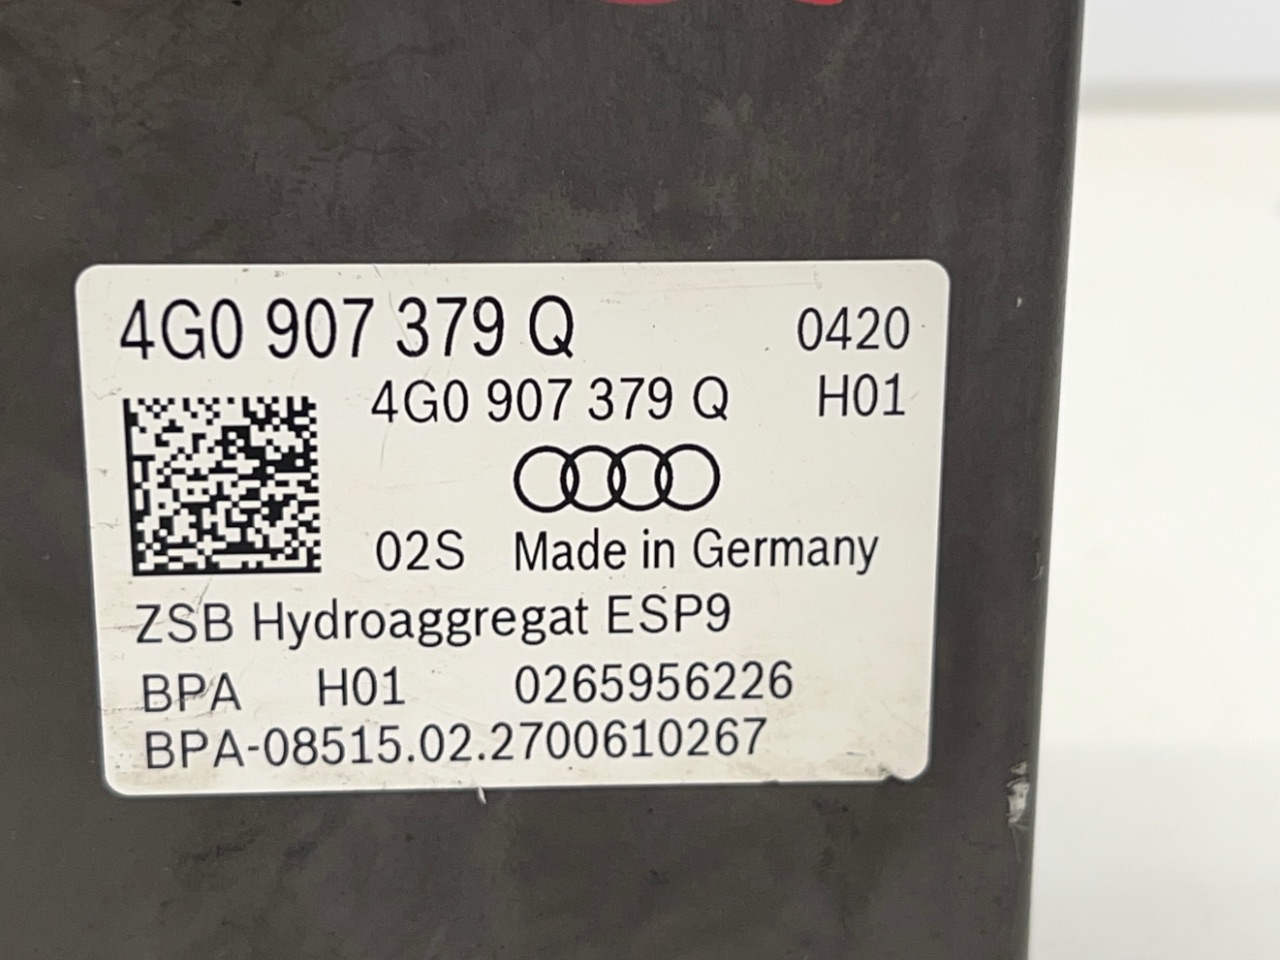 4G0 907 379 Q 0420
4G0 907 379 Q H01
02S Made in Germany
ZSB Hydroaggregat ESP9
BPA H01 0265956226
BPA-08515.02.2700610267